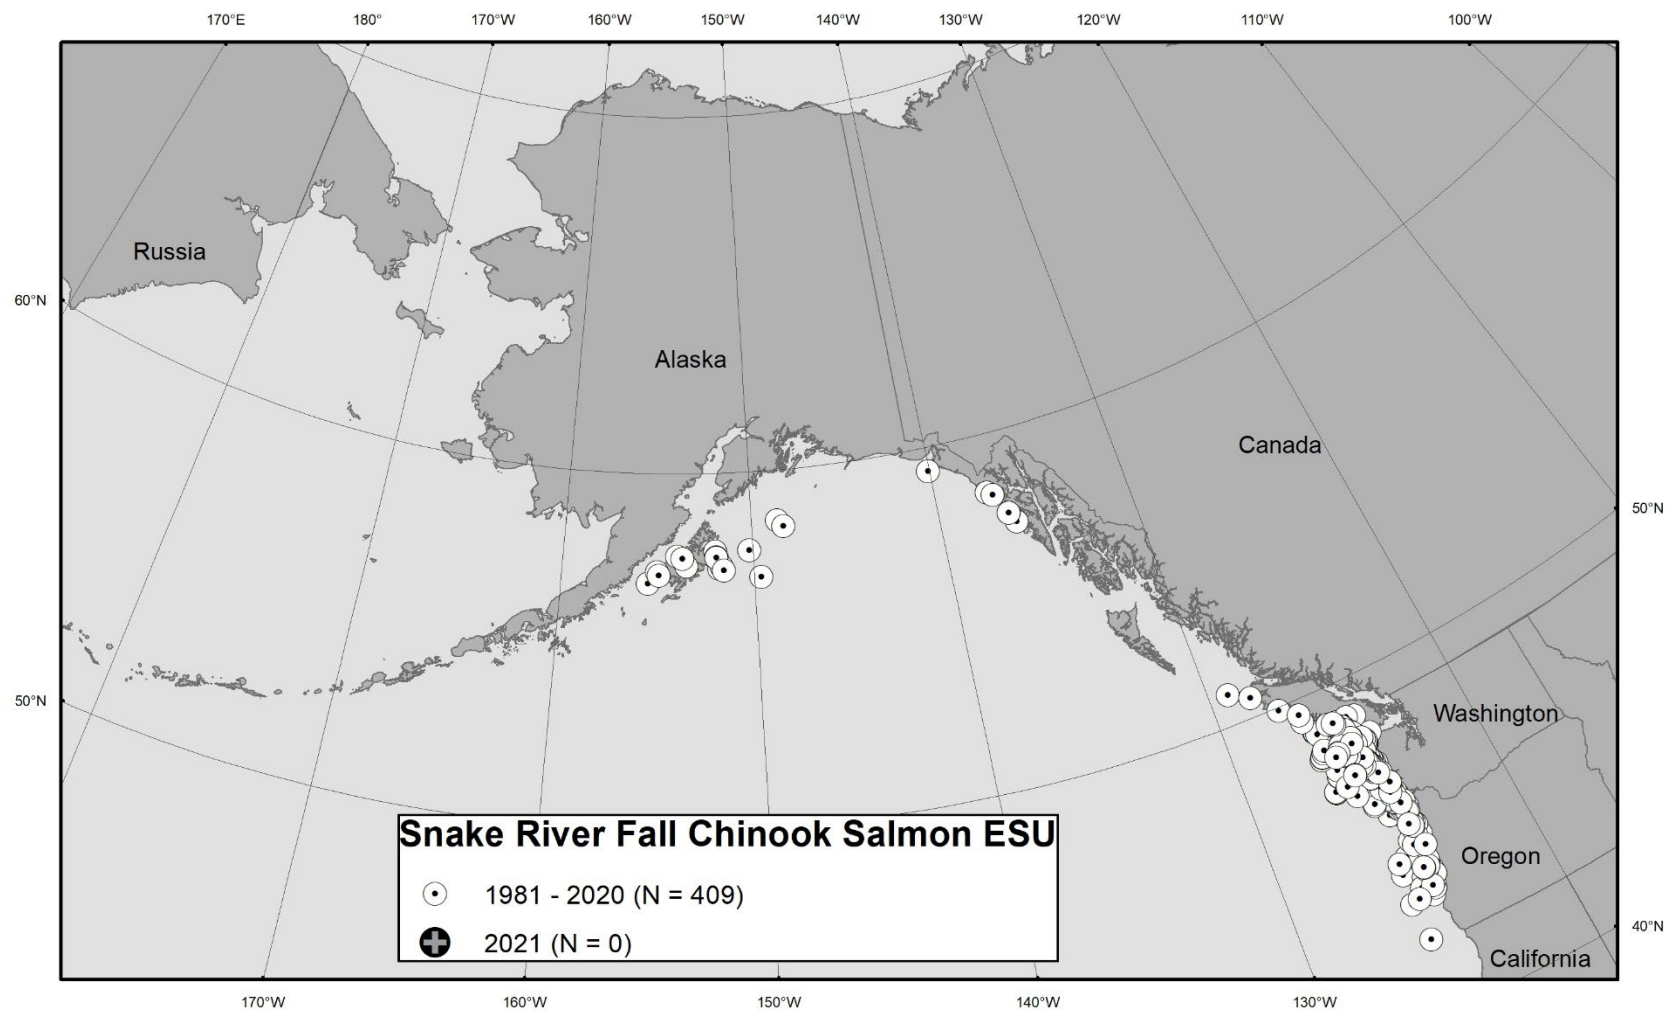 170°E 180° 170°W 160°W 150°W 140°W 130°W 120°W 110°W 100°W
Russia
60°N
Alaska
Canada
50°N
50°N
Washington
Snake River Fall Chinook Salmon ESU
1981 - 2020 (N = 409)
2021 (N = 0)
Oregon
40°N
California
170°W 160°W 150°W 140°W 130°W